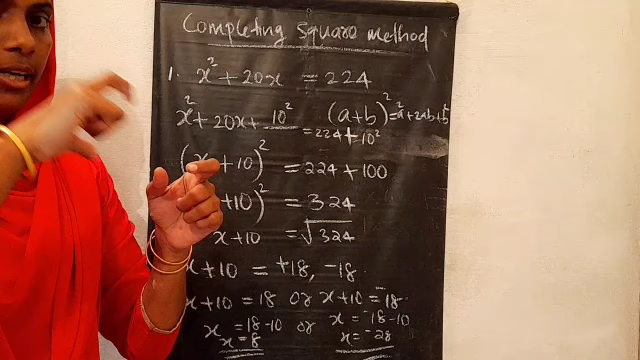 Completing Square method
1. x² + 20x = 224
x² + 20x + 10² = 224 + 10² (a+b)² = a² + 2ab + b²
(x + 10)² = 224 + 100
+10)² = 324
x+10 = √324
x+10 = +18, -18.
x+10 = 18 or x+10 = -18
x = 18-10 or x = -18-10
x = 8 x = -28